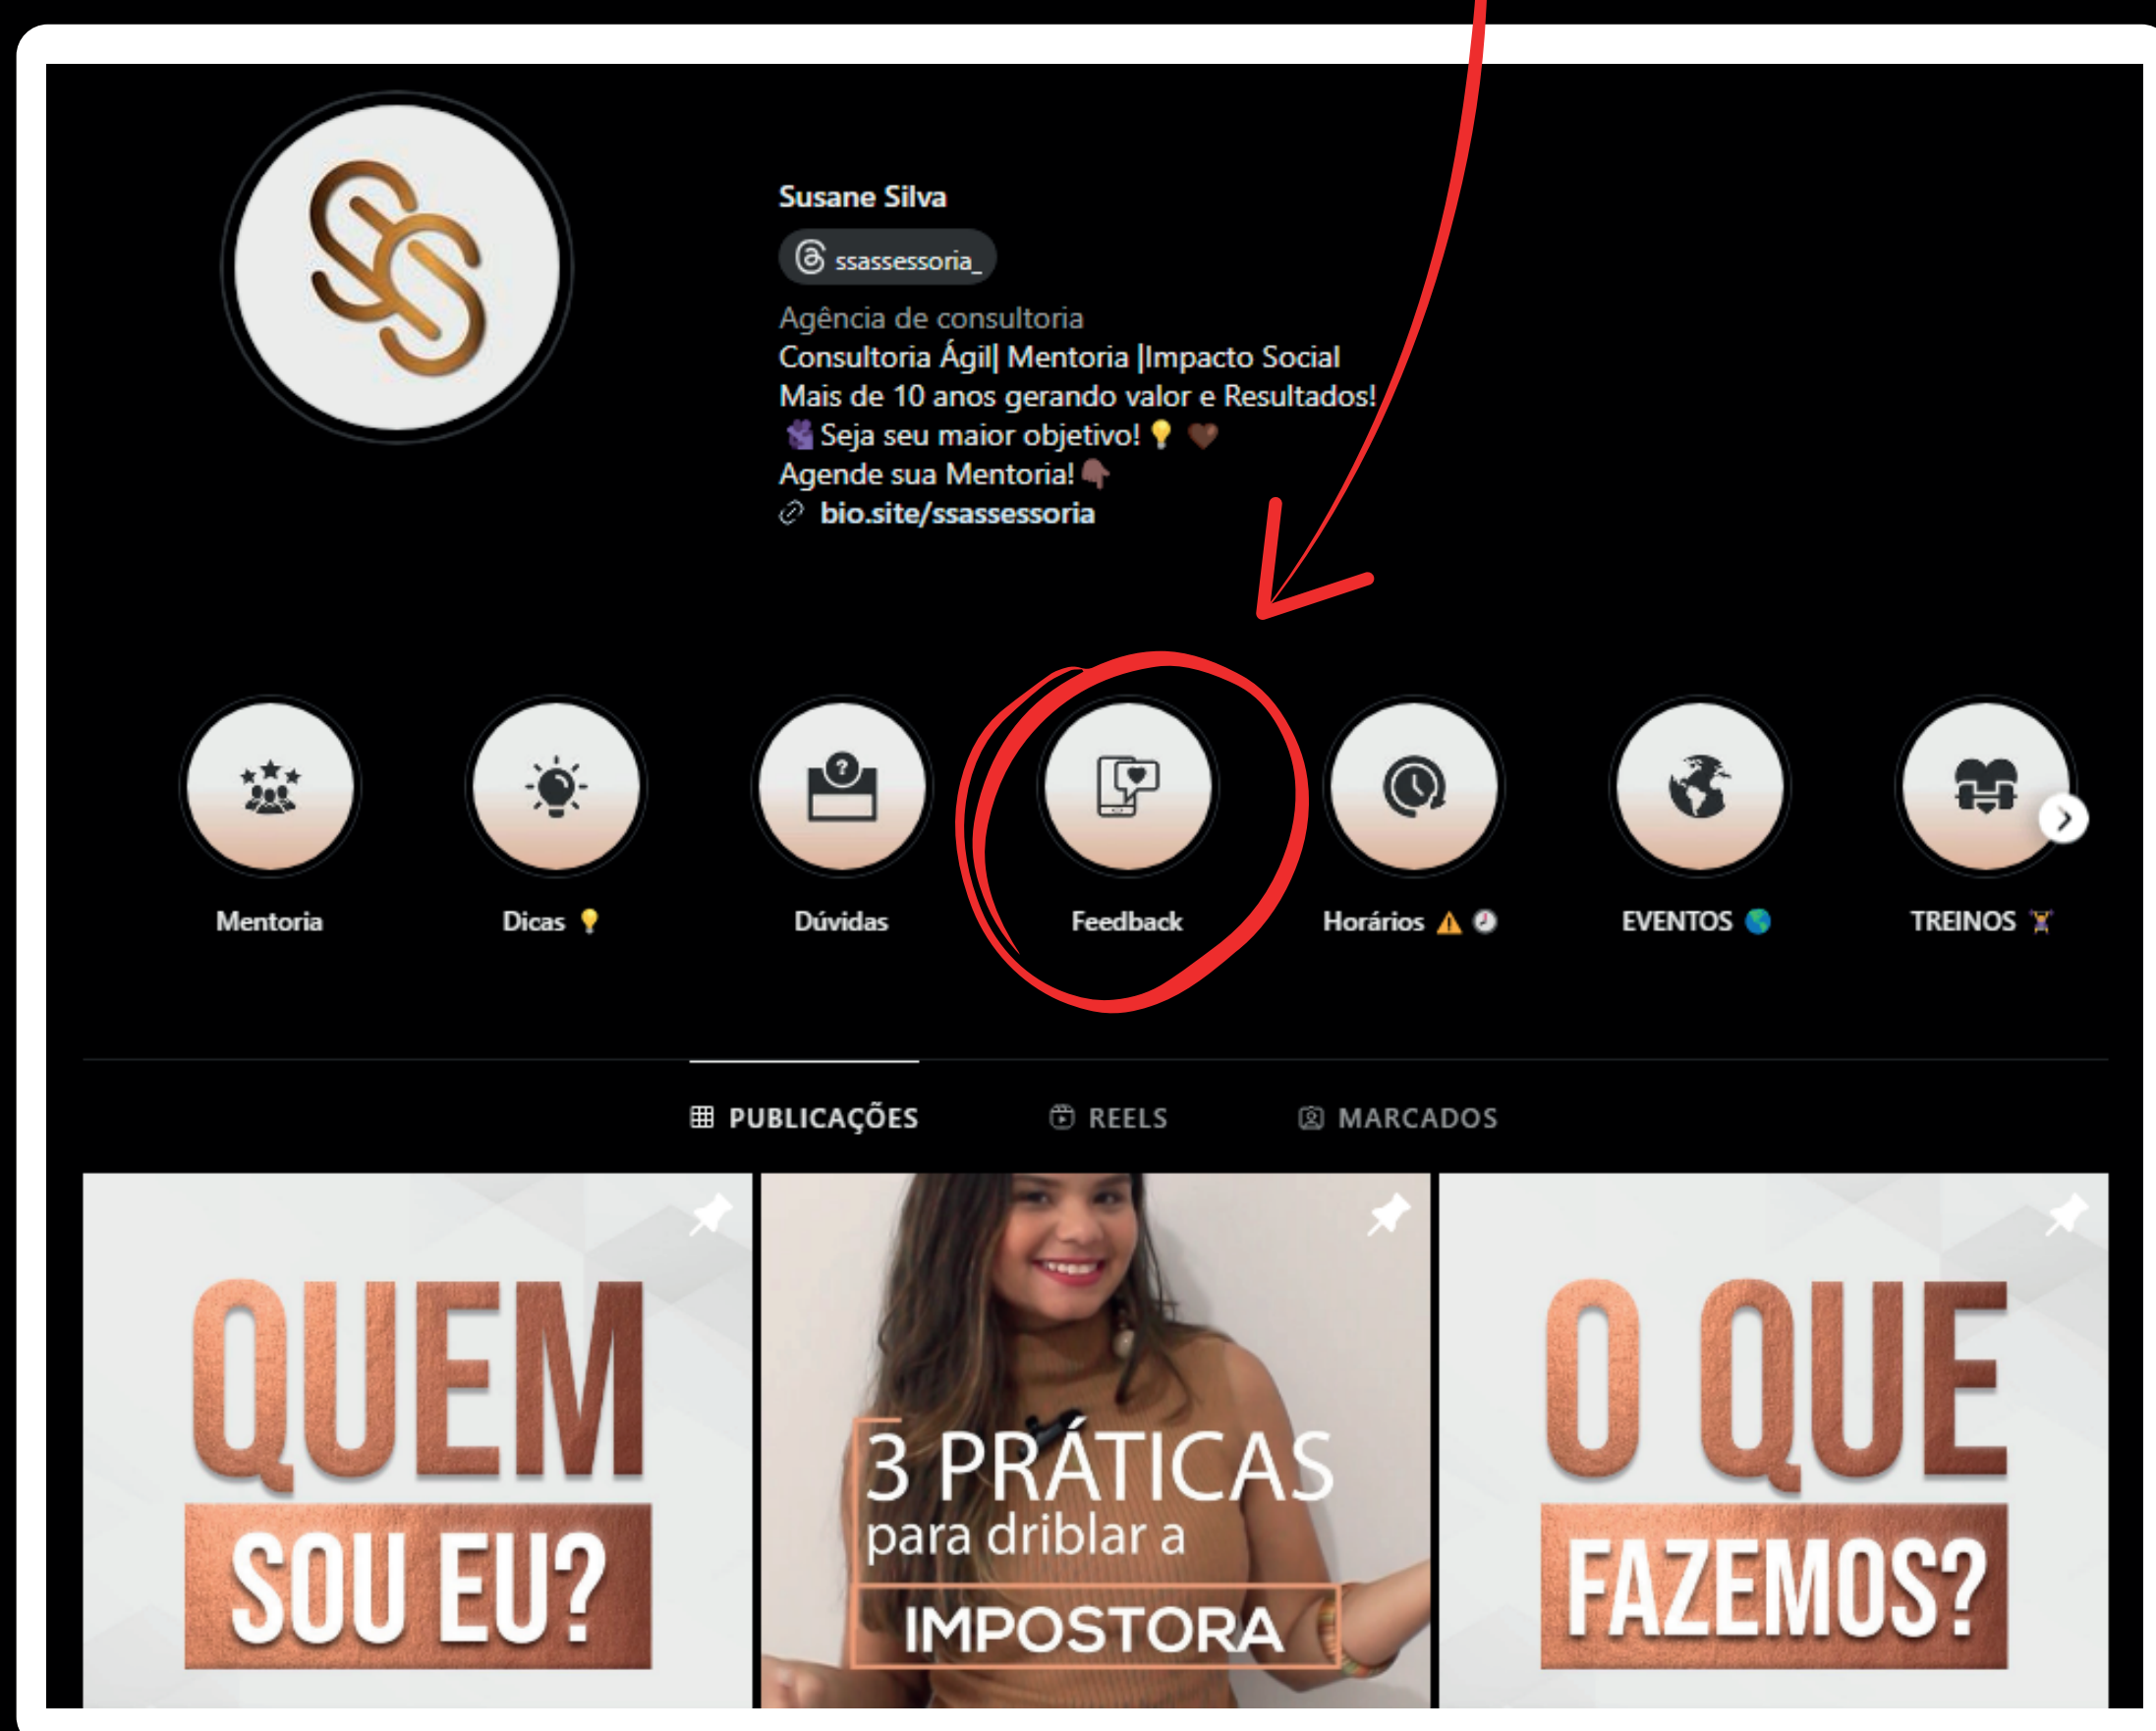 Susane Silva
ssassessoria_
Agência de consultoria
Consultoria Ágil| Mentoria |Impacto Social
Mais de 10 anos gerando valor e Resultados!
Seja seu maior objetivo!
Agende sua Mentoria!
bio.site/ssassessoria
Mentoria
Dicas
Dúvidas
Feedback
Horários
EVENTOS
TREINOS
PUBLICAÇÕES
REELS
MARCADOS
QUEM
SOU EU?
3 PRÁTICAS
para driblar a
IMPOSTORA
O QUE
FAZEMOS?